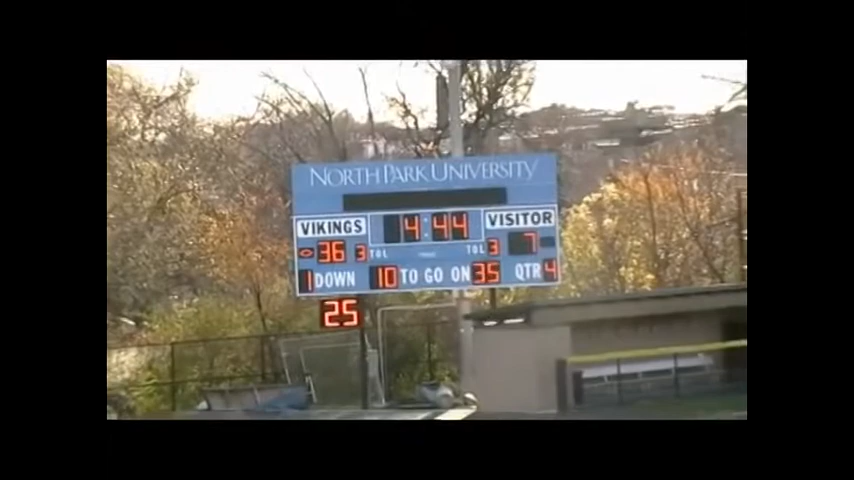 NORTH PARK UNIVERSITY
VIKINGS 4:44 VISITOR
36 3 TOL TOL 3 7
1 DOWN 10 TO GO ON 35 QTR 4
25